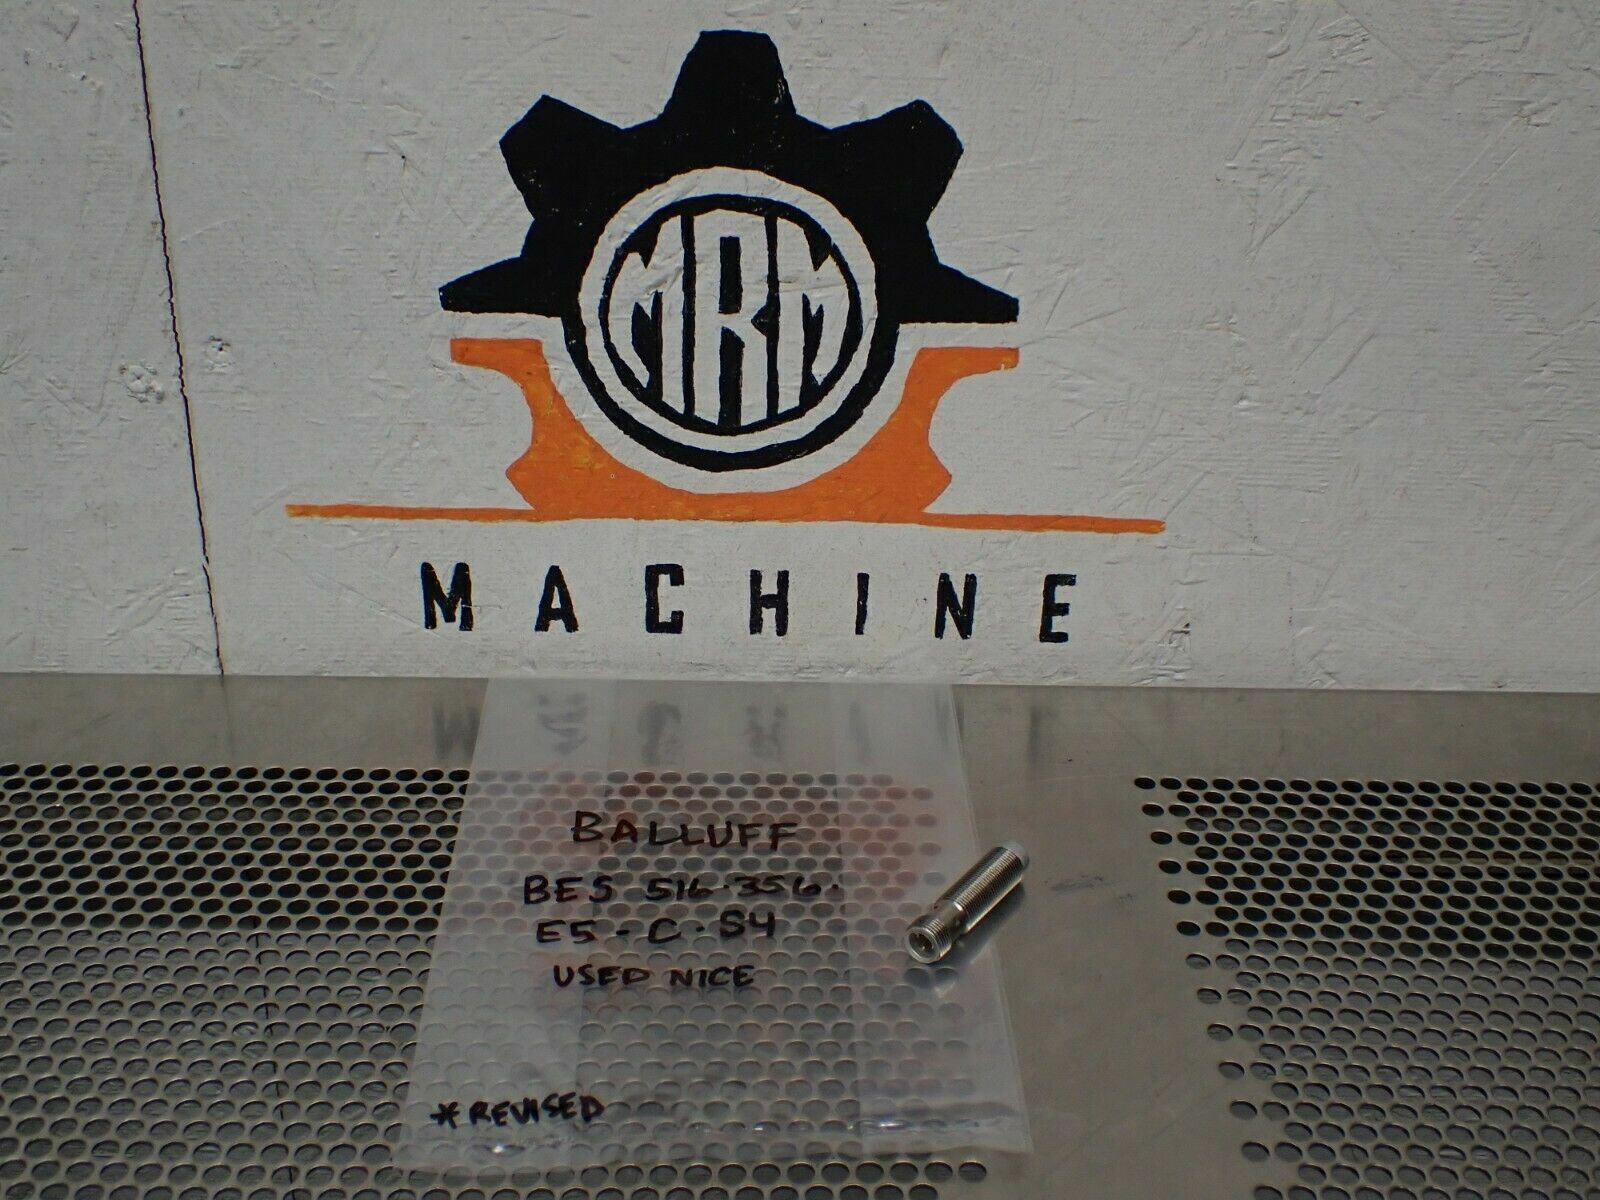 MRM
MACHINE
BALLUFF
BES 516.356.
E5-C-S4
USED NICE
*REVISED